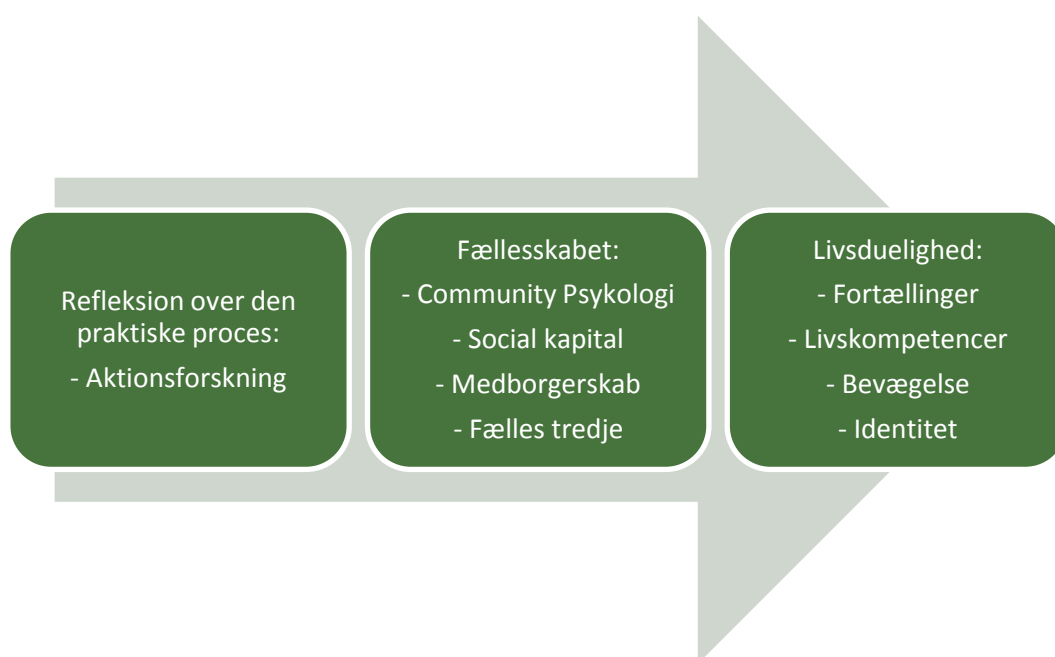 Refleksion over den
praktiske proces:
- Aktionsforskning
Fællesskabet:
- Community Psykologi
- Social kapital
- Medborgerskab
- Fælles tredje
Livsduelighed:
- Fortællinger
- Livskompetencer
- Bevægelse
- Identitet